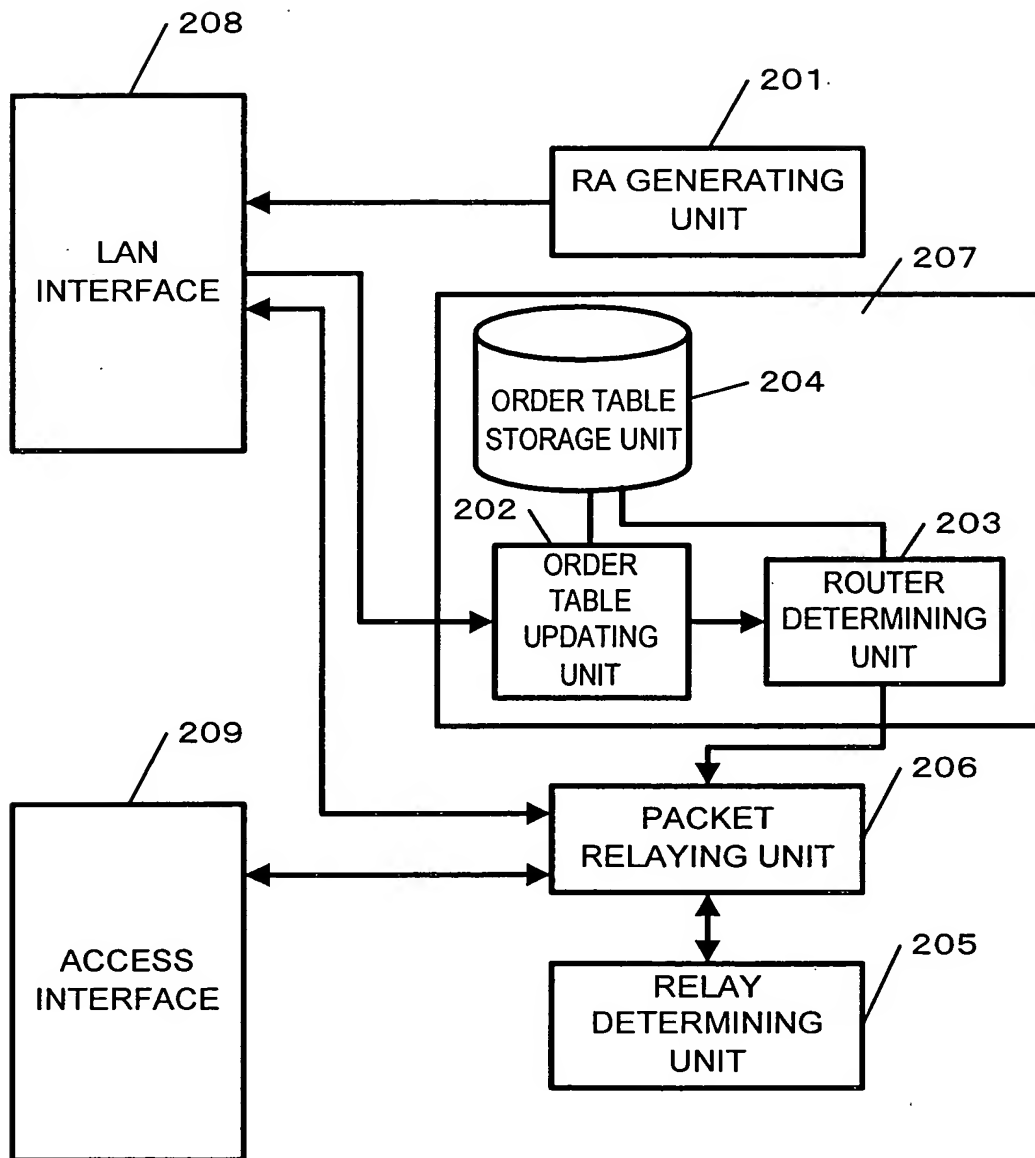 208
201
RA GENERATING
UNIT
LAN
INTERFACE
207
ORDER TABLE
STORAGE UNIT
204
202
203
ORDER
TABLE
UPDATING
UNIT
ROUTER
DETERMINING
UNIT
209
206
PACKET
RELAYING UNIT
ACCESS
INTERFACE
205
RELAY
DETERMINING
UNIT